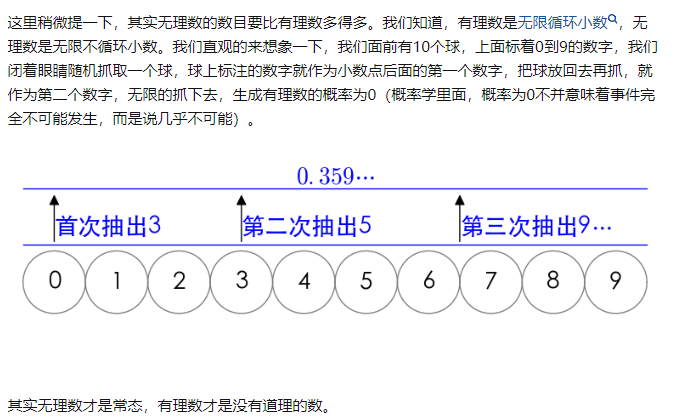 这里稍微提一下，其实无理数的数目要比有理数多得多。我们知道，有理数是无限循环小数，无
理数是无限不循环小数。我们直观的来想象一下，我们面前有10个球，上面标着0到9的数字，我们
闭着眼睛随机抓取一个球，球上标注的数字就作为小数点后面的第一个数字，把球放回去再抓，就
作为第二个数字，无限的抓下去，生成有理数的概率为0（概率学里面，概率为0不并意味着事件完
全不可能发生，而是说几乎不可能）。
0.359···
首次抽出3 第二次抽出5 第三次抽出9···
0 1 2 3 4 5 6 7 8 9
其实无理数才是常态，有理数才是没有道理的数。